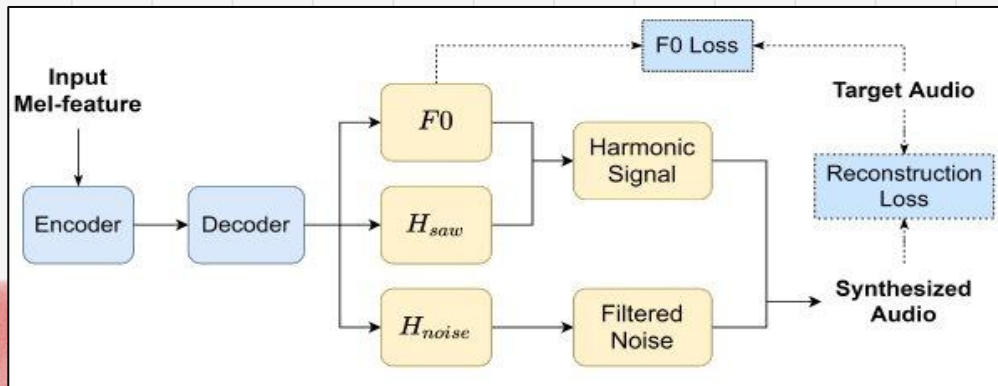 Input
Mel-feature
Encoder
Decoder
F0
H_saw
H_noise
Harmonic
Signal
Filtered
Noise
F0 Loss
Target Audio
Reconstruction
Loss
Synthesized
Audio